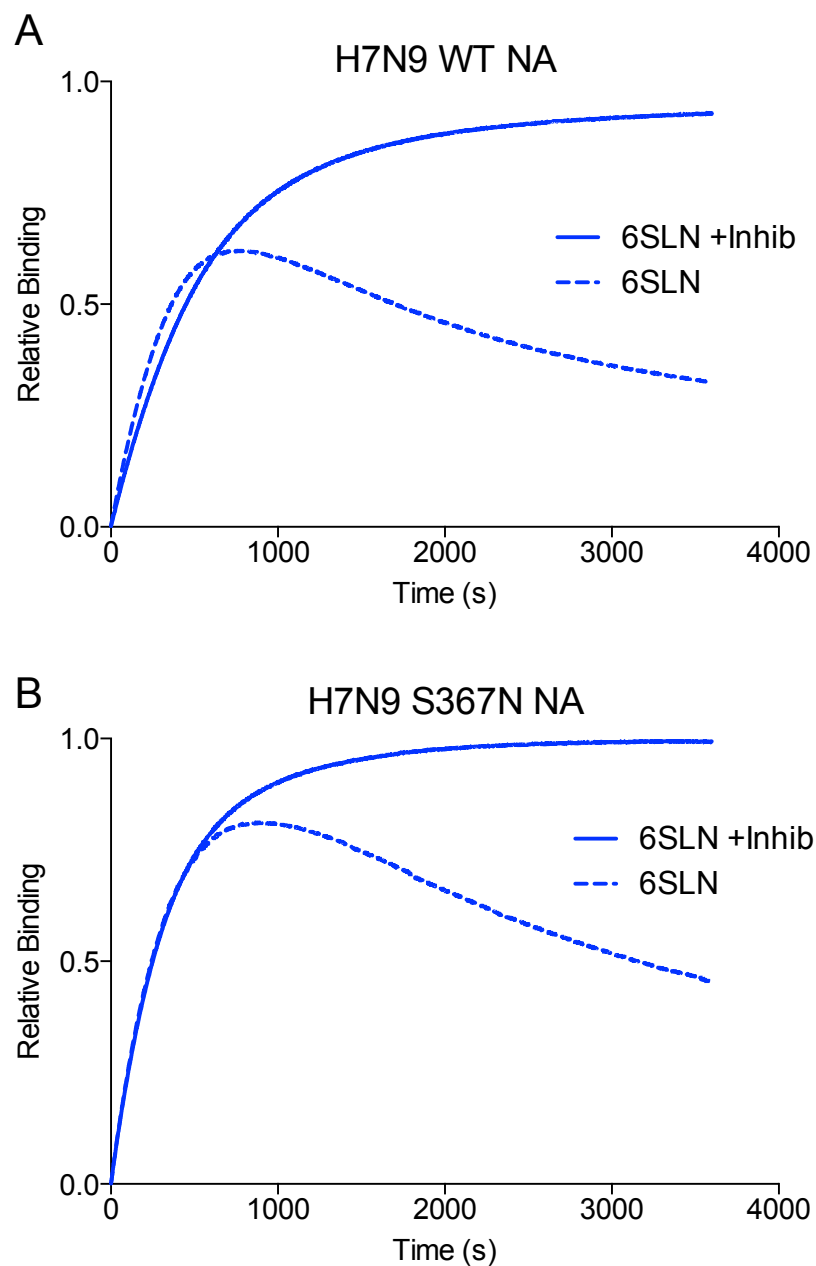 A
H7N9 WT NA
1.0
0.5
0.0
Relative Binding
6SLN +Inhib
6SLN
0 1000 2000 3000 4000
Time (s)
B
H7N9 S367N NA
1.0
0.5
0.0
Relative Binding
6SLN +Inhib
6SLN
0 1000 2000 3000 4000
Time (s)